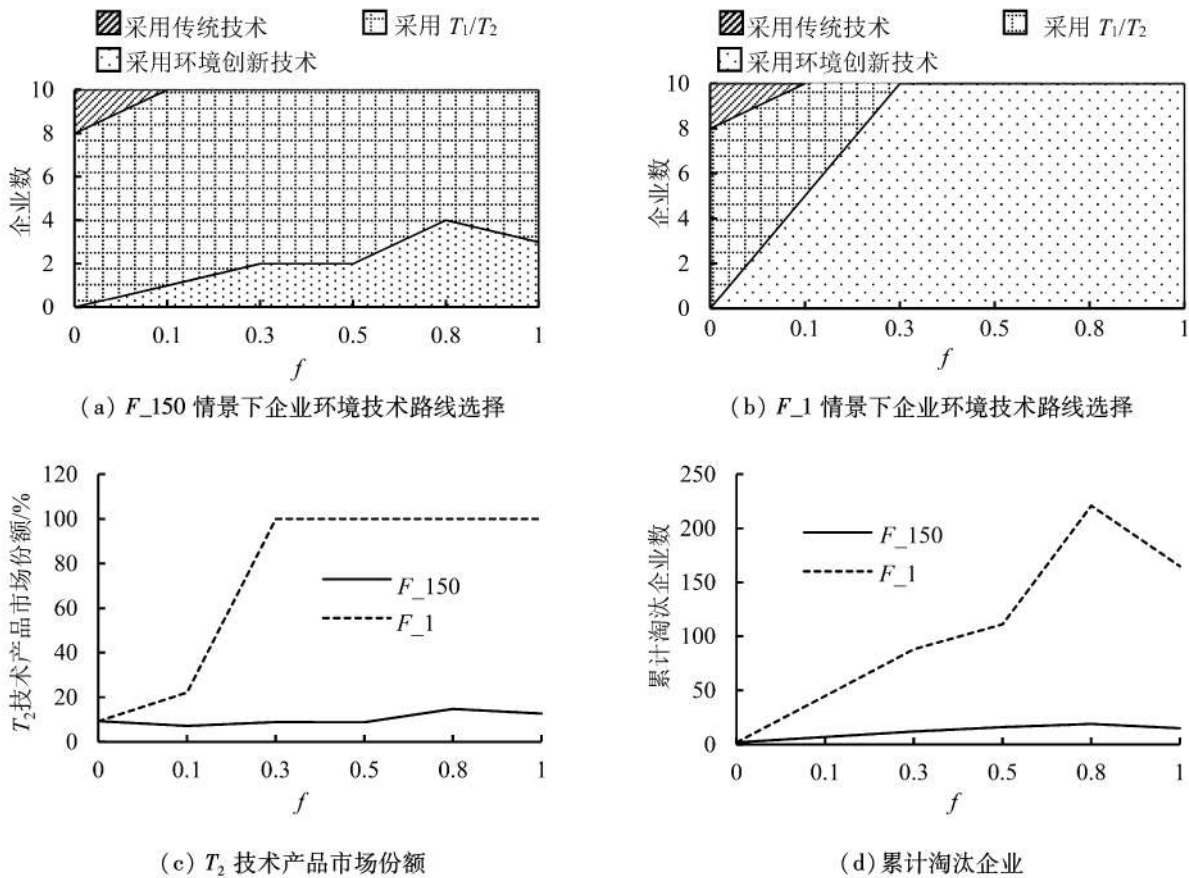 采用传统技术
采用 T₁/T₂
采用环境创新技术
企业数
10
8
6
4
2
0
0 0.1 0.3 0.5 0.8 1
f
(a) F_150 情景下企业环境技术路线选择
采用传统技术
采用 T₁/T₂
采用环境创新技术
企业数
10
8
6
4
2
0
0 0.1 0.3 0.5 0.8 1
f
(b) F_1 情景下企业环境技术路线选择
T₂技术产品市场份额/%
120
100
80
60
40
20
0
F_150
F_1
0 0.1 0.3 0.5 0.8 1
f
(c) T₂ 技术产品市场份额
累计淘汰企业数
250
200
150
100
50
0
F_150
F_1
0 0.1 0.3 0.5 0.8 1
f
(d)累计淘汰企业